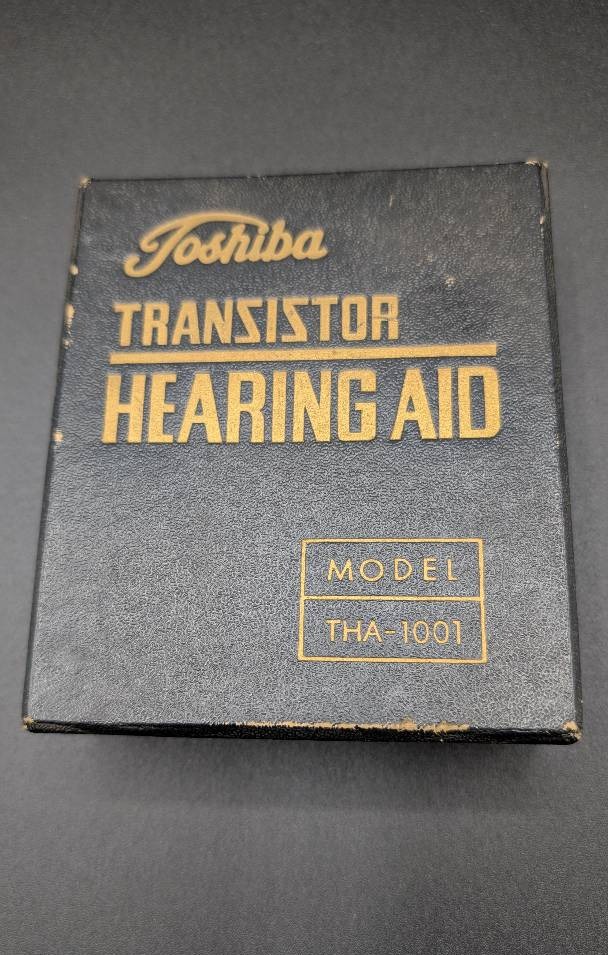 Toshiba
TRANSISTOR
HEARING AID
MODEL
THA-1001